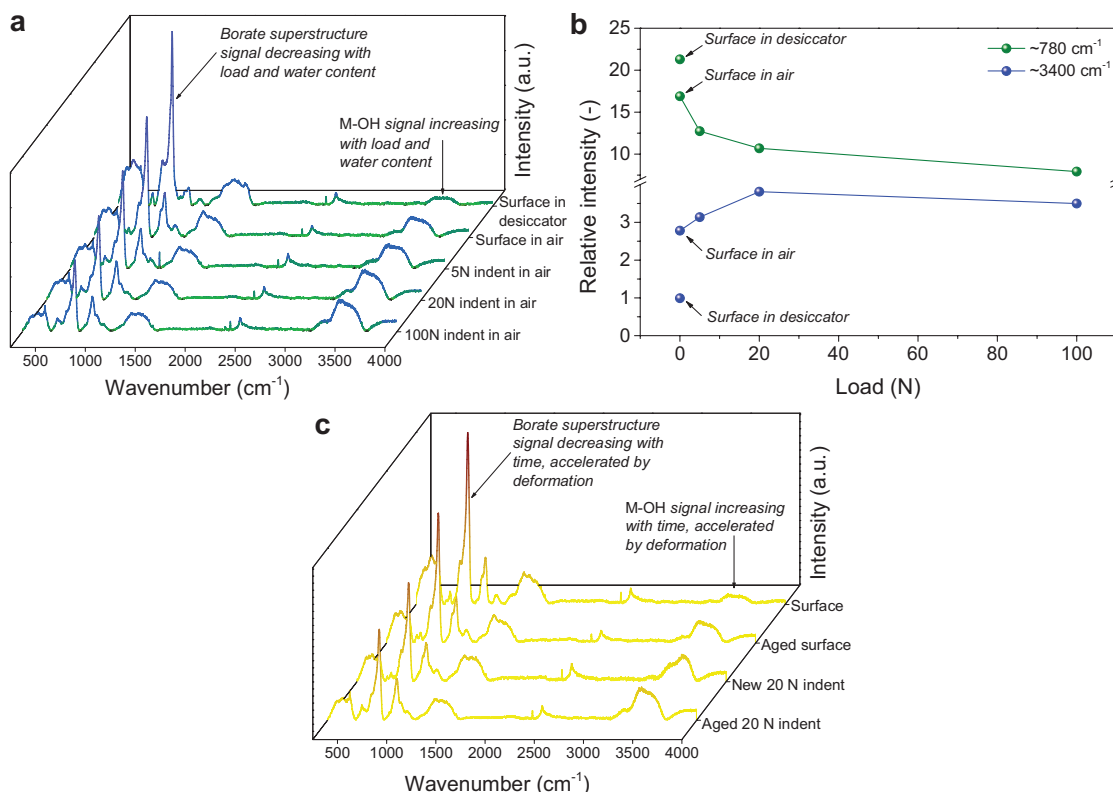 a
Borate superstructure
signal decreasing with
load and water content
M-OH signal increasing
with load and
water content
Intensity (a.u.)
Surface in
desiccator
Surface in air
5N indent in air
20N indent in air
100N indent in air
500 1000 1500 2000 2500 3000 3500 4000
Wavenumber (cm⁻¹)
b
25
20
15
10
3
2
1
0
Relative intensity (-)
Surface in desiccator
Surface in air
Surface in air
Surface in desiccator
~780 cm⁻¹
~3400 cm⁻¹
0 20 40 60 80 100
Load (N)
c
Borate superstructure
signal decreasing with
time, accelerated by
deformation
M-OH signal increasing
with time, accelerated
by deformation
Intensity (a.u.)
Surface
Aged surface
New 20 N indent
Aged 20 N indent
500 1000 1500 2000 2500 3000 3500 4000
Wavenumber (cm⁻¹)